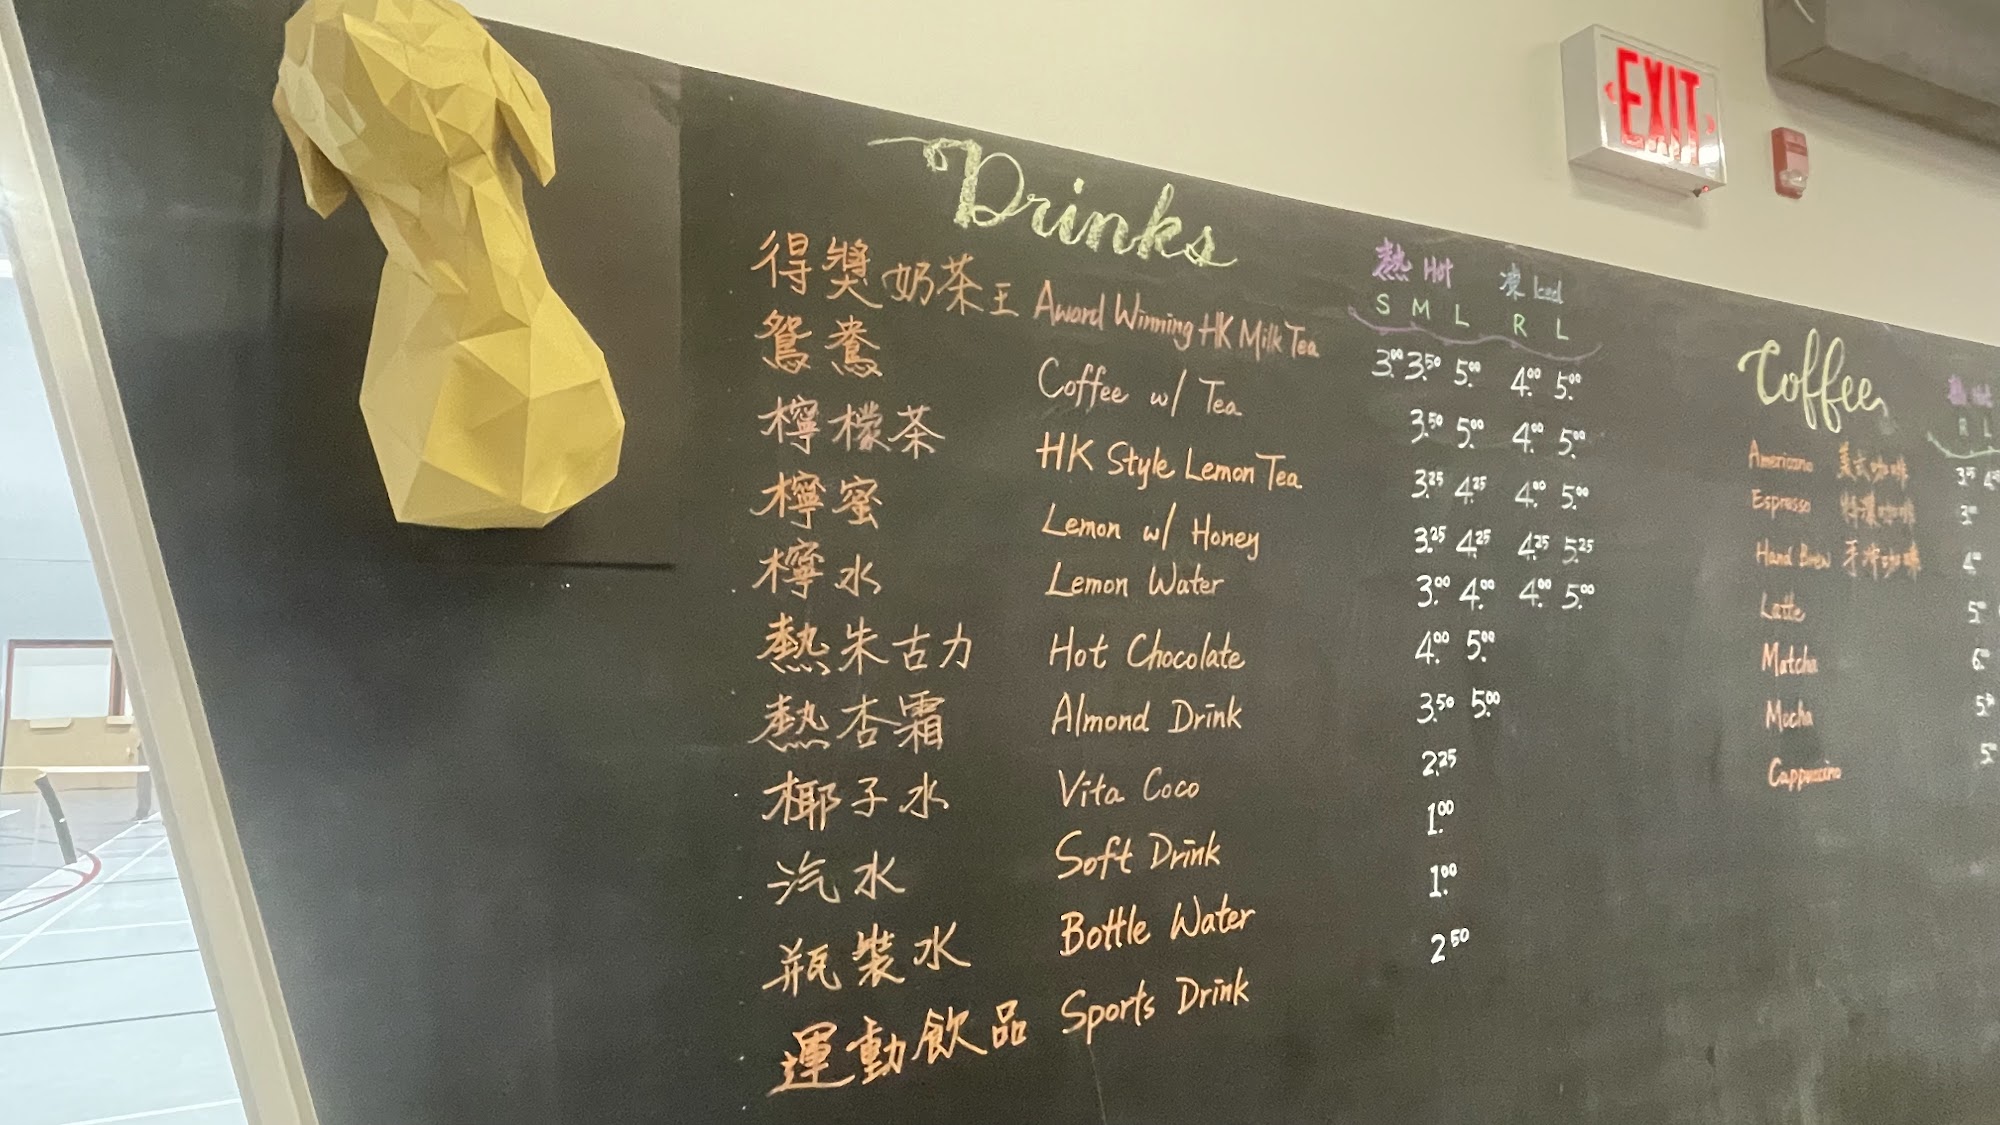 EXIT
Drinks
熱 Hot 凍 Iced
S M L R L
得獎奶茶王 Award Winning HK Milk Tea 3.00 3.50 5.00 4.00 5.00
鴛鴦 Coffee w/ Tea 3.50 5.00 4.00 5.00
檸檬茶 HK Style Lemon Tea 3.25 4.25 4.00 5.00
檸蜜 Lemon w/ Honey 3.25 4.25 4.25 5.25
檸水 Lemon Water 3.00 4.00 4.00 5.00
熱朱古力 Hot Chocolate 4.00 5.00
熱杏霜 Almond Drink 3.50 5.00
椰子水 Vita Coco 2.25
汽水 Soft Drink 1.00
瓶裝水 Bottle Water 1.00
運動飲品 Sports Drink 2.50
Coffee
Hot
R L
Americano 美式咖啡
Espresso 特濃咖啡
Hand Brew 手沖咖啡
Latte
Matcha
Mocha
Cappuccino